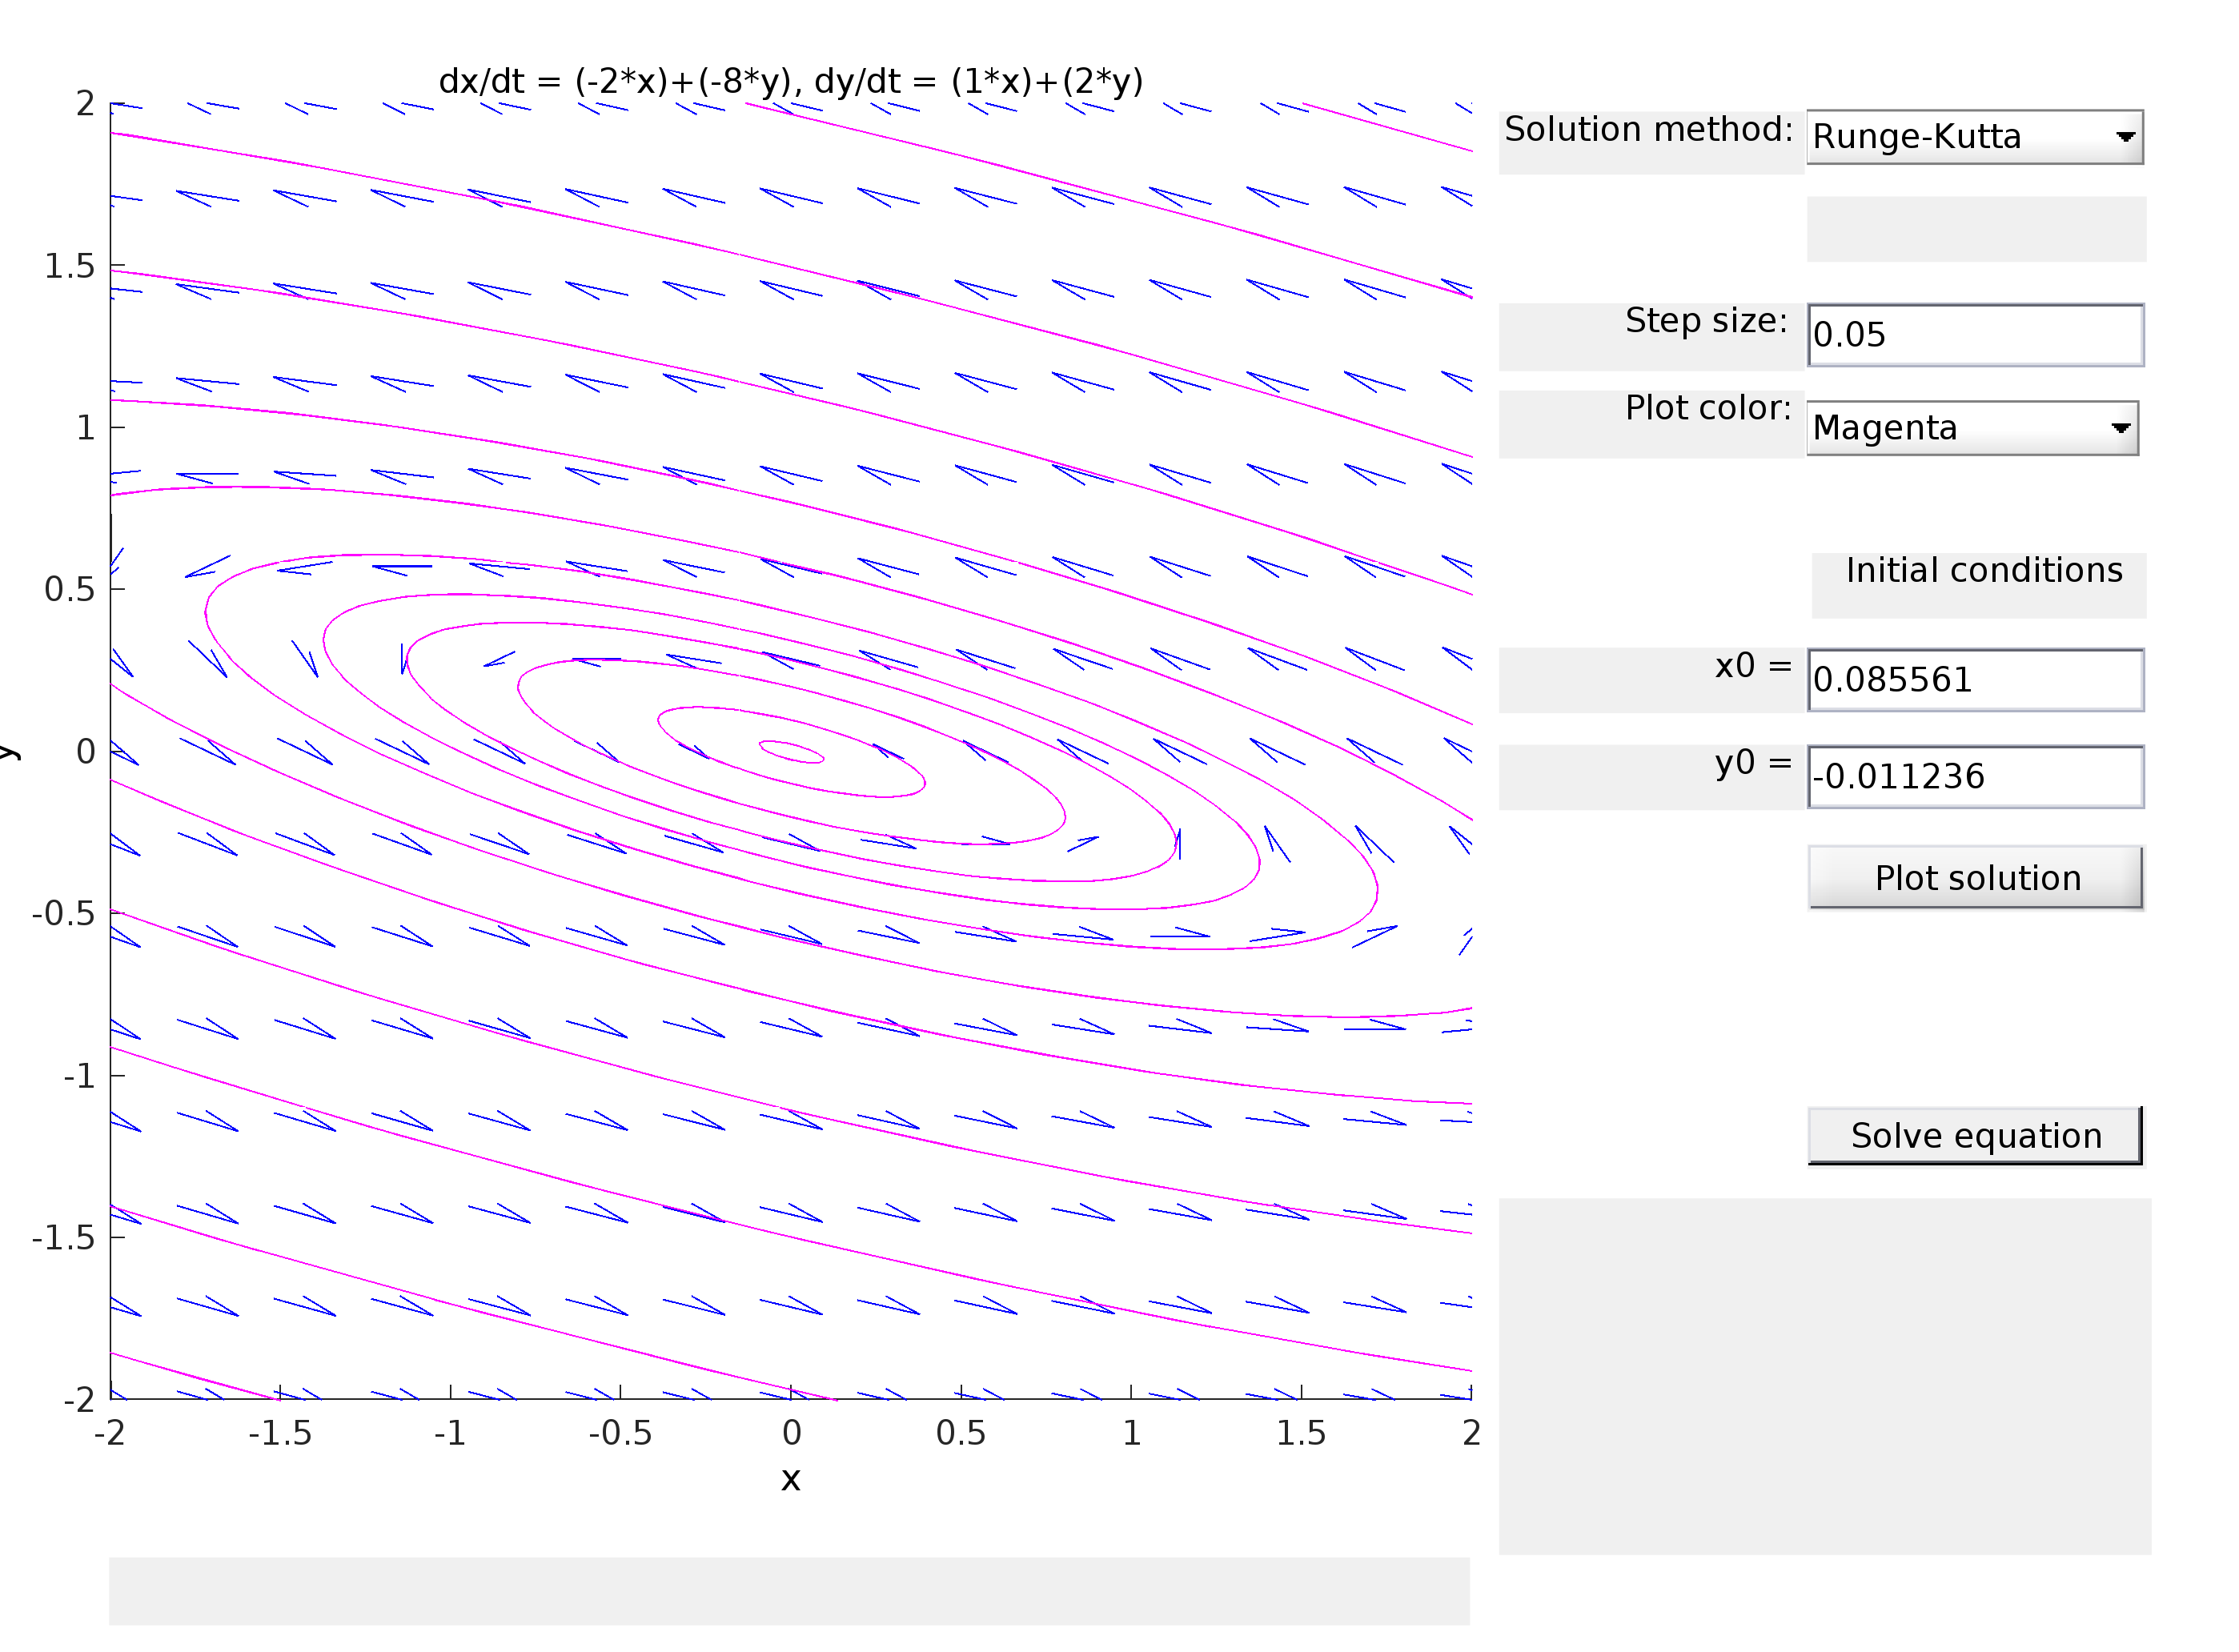 dx/dt = (-2*x)+(-8*y), dy/dt = (1*x)+(2*y)
2
1.5
1
0.5
0
-0.5
-1
-1.5
-2
y
-2
-1.5
-1
-0.5
0
0.5
1
1.5
2
x
Solution method: Runge-Kutta
Step size: 0.05
Plot color: Magenta
Initial conditions
x0 = 0.085561
y0 = -0.011236
Plot solution
Solve equation